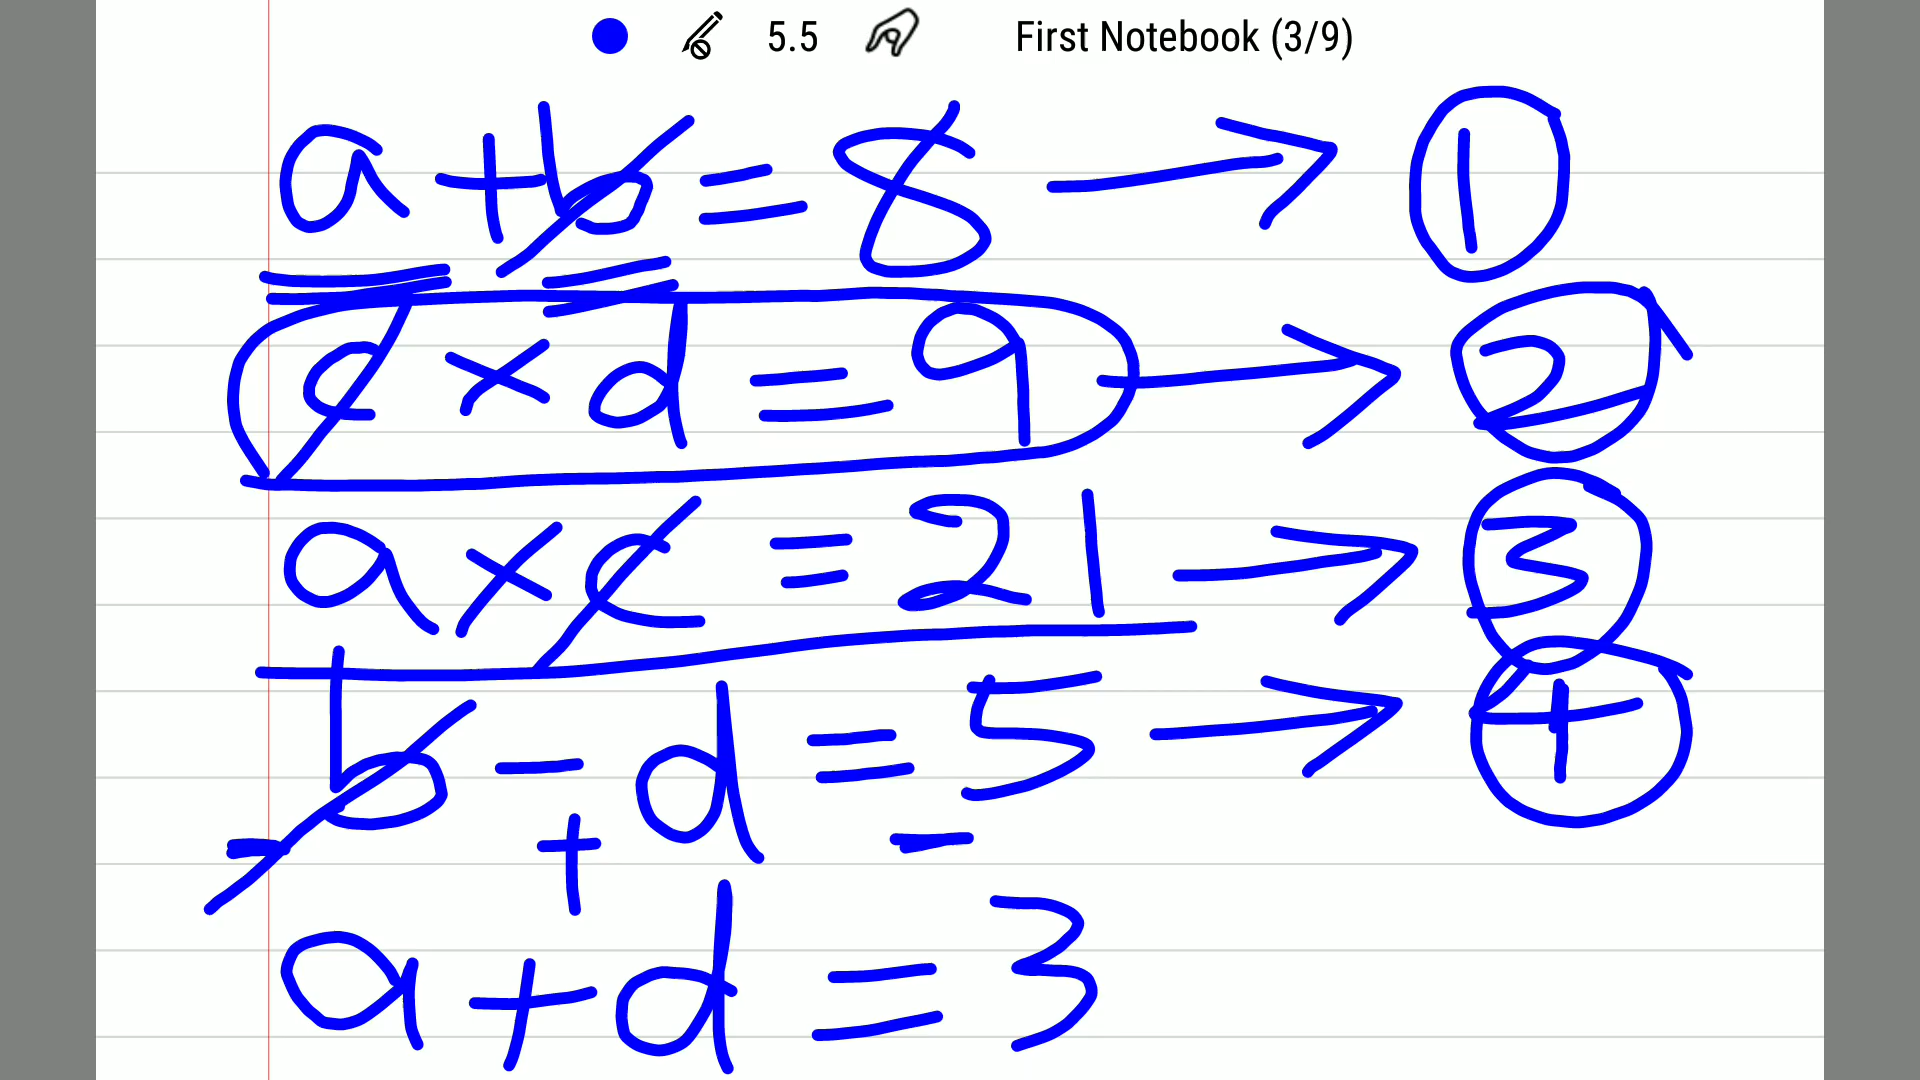 5.5 First Notebook (3/9)
a + b = 8 → 1
c × d = 9 → 2
a × c = 21 → 3
b - d = 5 → 4
- + -
a + d = 3